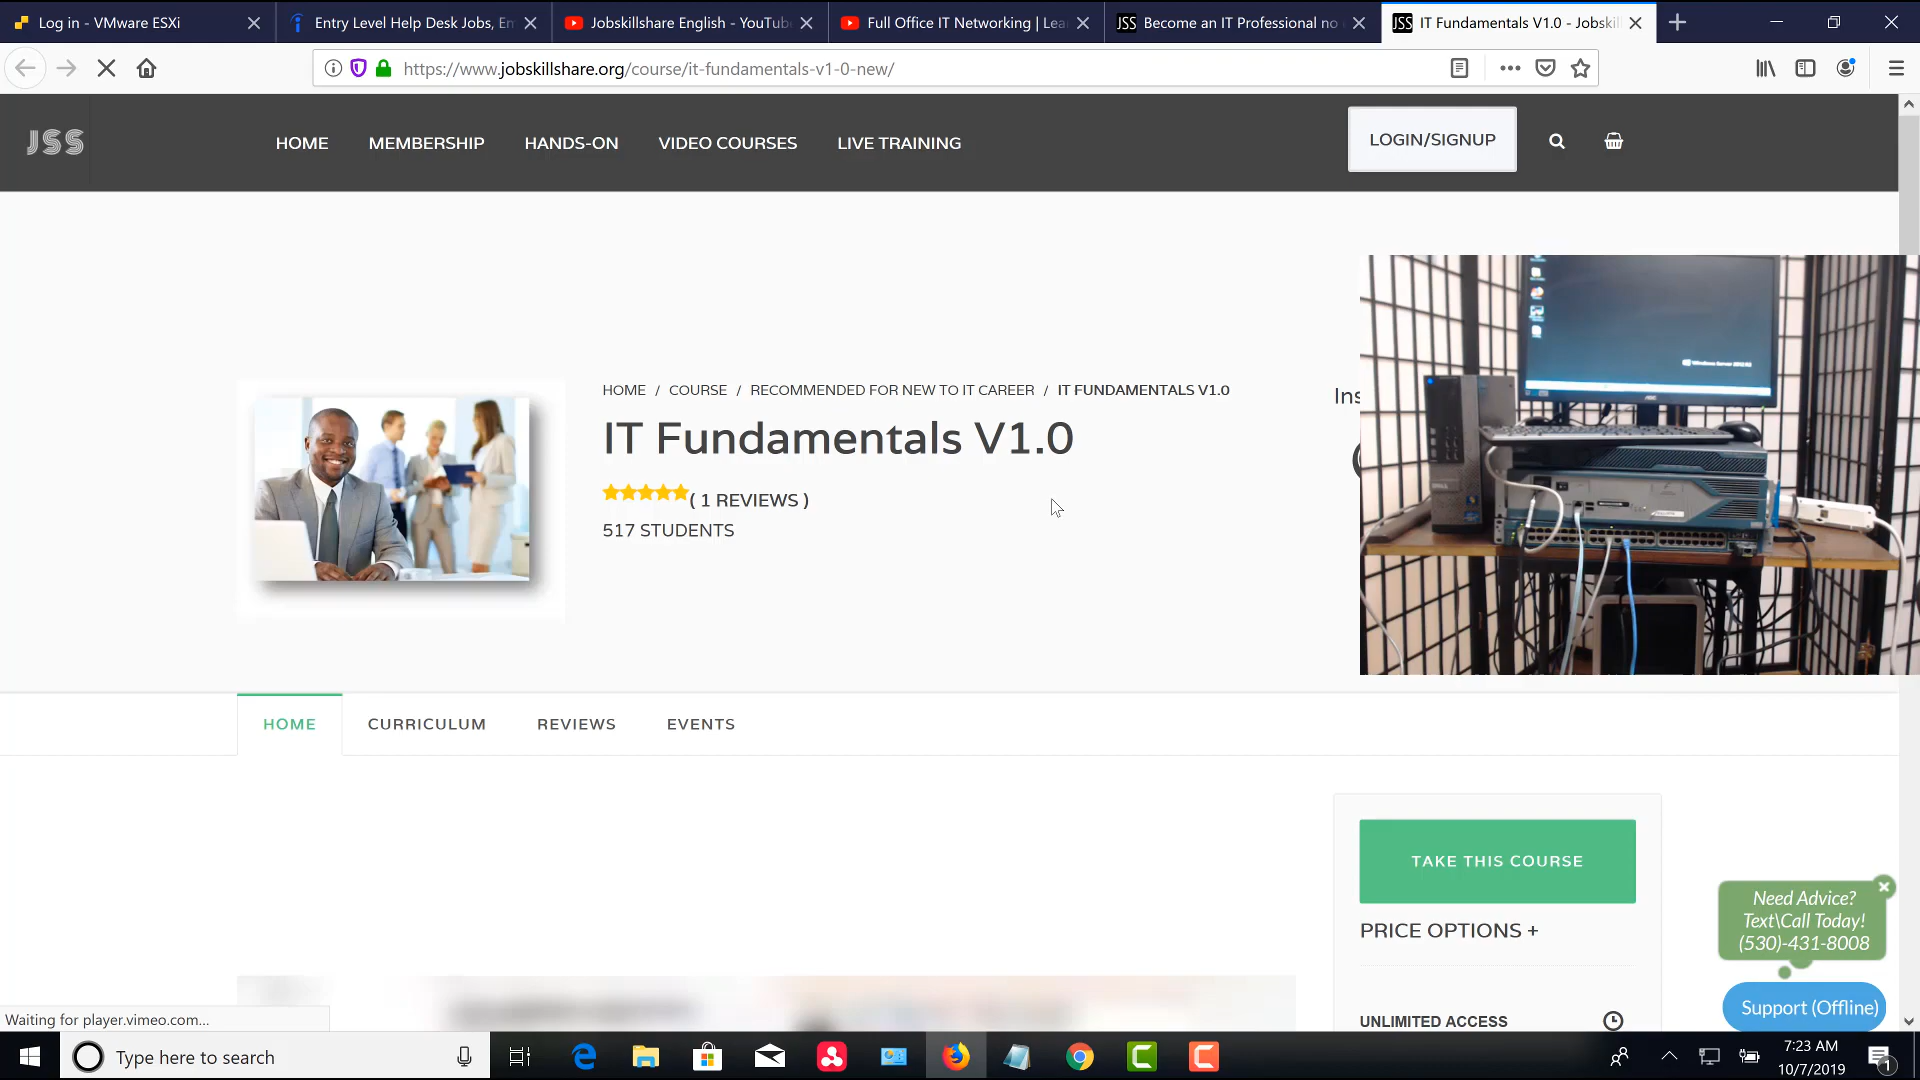 Log in - VMware ESXi
Entry Level Help Desk Jobs, Em
Jobskillshare English - YouTube
Full Office IT Networking | Lea
Become an IT Professional no
IT Fundamentals V1.0 - Jobskil
https://www.jobskillshare.org/course/it-fundamentals-v1-0-new/
JSS
HOME
MEMBERSHIP
HANDS-ON
VIDEO COURSES
LIVE TRAINING
LOGIN/SIGNUP
HOME / COURSE / RECOMMENDED FOR NEW TO IT CAREER / IT FUNDAMENTALS V1.0
Ins
IT Fundamentals V1.0
( 1 REVIEWS )
517 STUDENTS
HOME
CURRICULUM
REVIEWS
EVENTS
TAKE THIS COURSE
PRICE OPTIONS +
UNLIMITED ACCESS
Need Advice?
Text\Call Today!
(530)-431-8008
Support (Offline)
Waiting for player.vimeo.com...
Type here to search
7:23 AM
10/7/2019
1